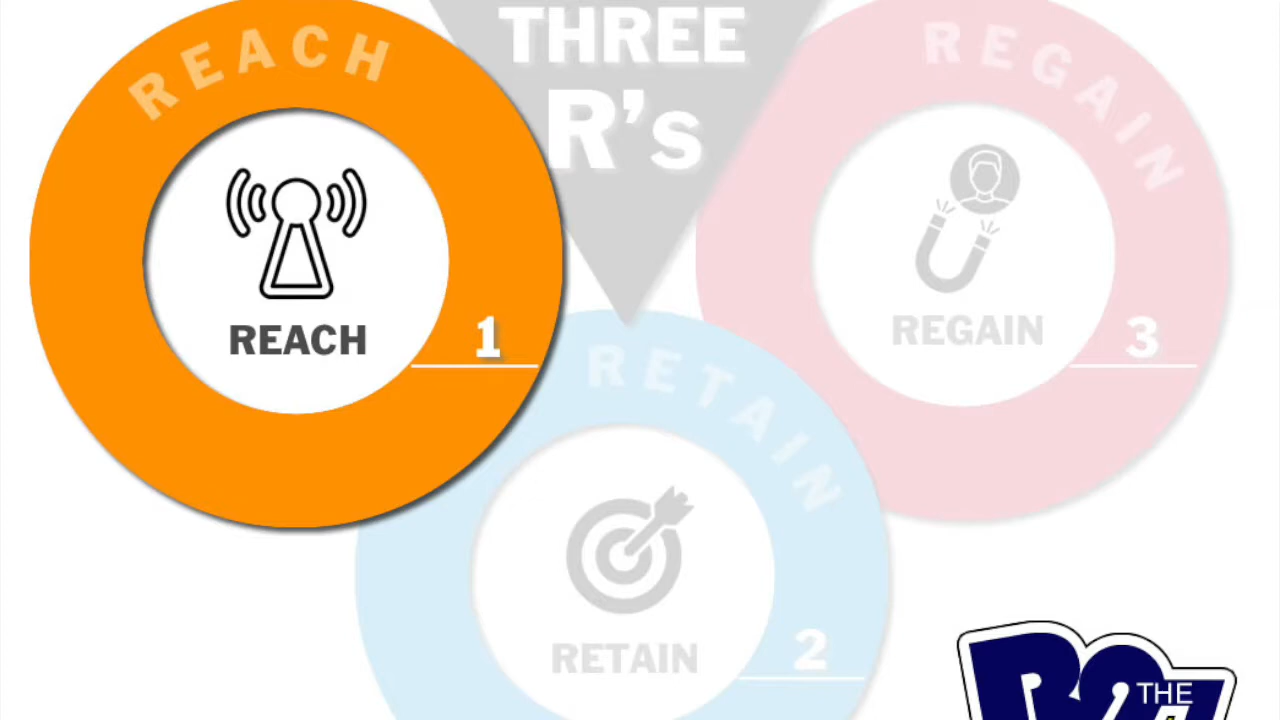 THREE
R's
REACH
REACH
1
REGAIN
REGAIN
3
RETAIN
RETAIN
2
THE